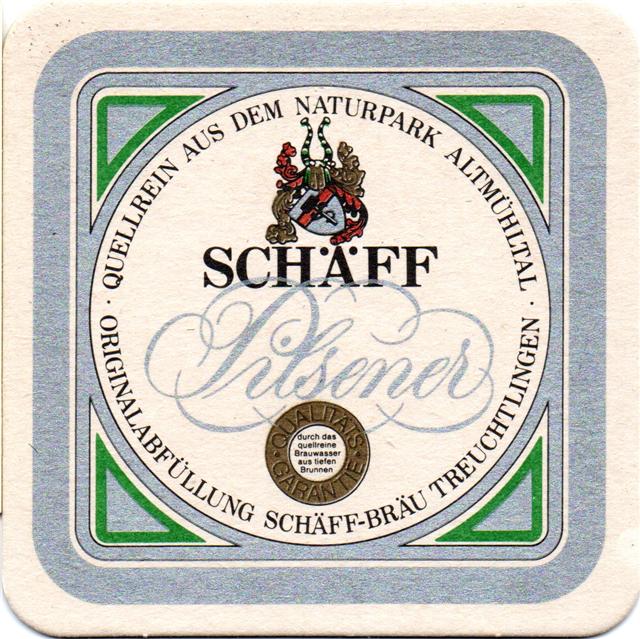 QUELLREIN AUS DEM NATURPARK ALTMÜHLTAL ·
SCHÄFF
Pilsener
QUALITÄTS-
durch das
quellreine
Brauwasser
aus tiefen
Brunnen
GARANTIE
· ORIGINALABFÜLLUNG SCHÄFF-BRÄU TREUCHTLINGEN